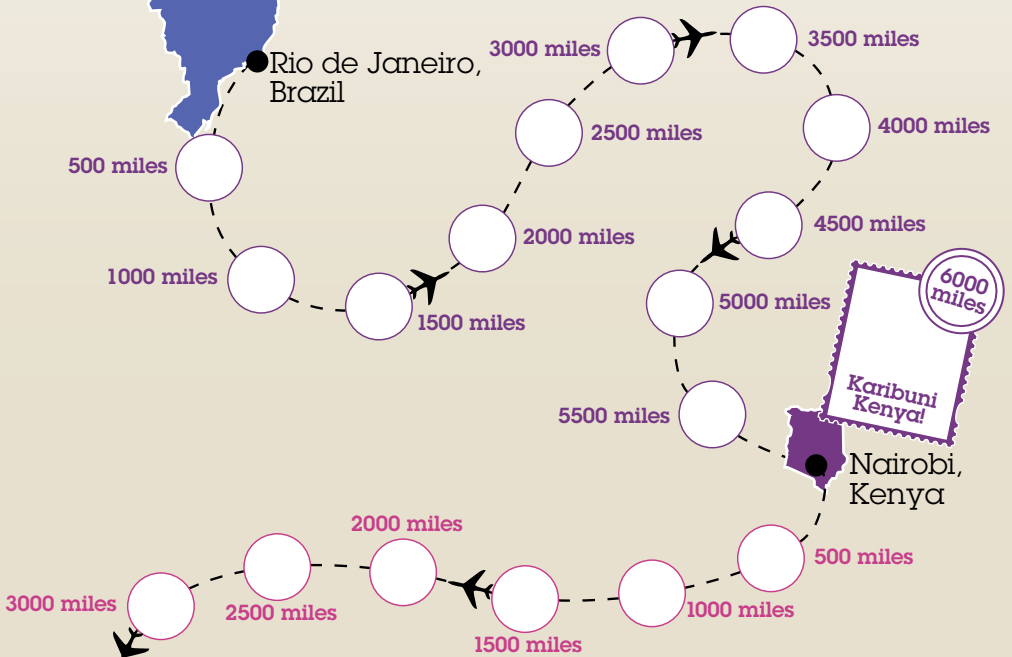 Rio de Janeiro,
Brazil
500 miles
1000 miles
1500 miles
2000 miles
2500 miles
3000 miles
3500 miles
4000 miles
4500 miles
5000 miles
5500 miles
6000
miles
Karibuni
Kenya!
Nairobi,
Kenya
500 miles
1000 miles
1500 miles
2000 miles
2500 miles
3000 miles